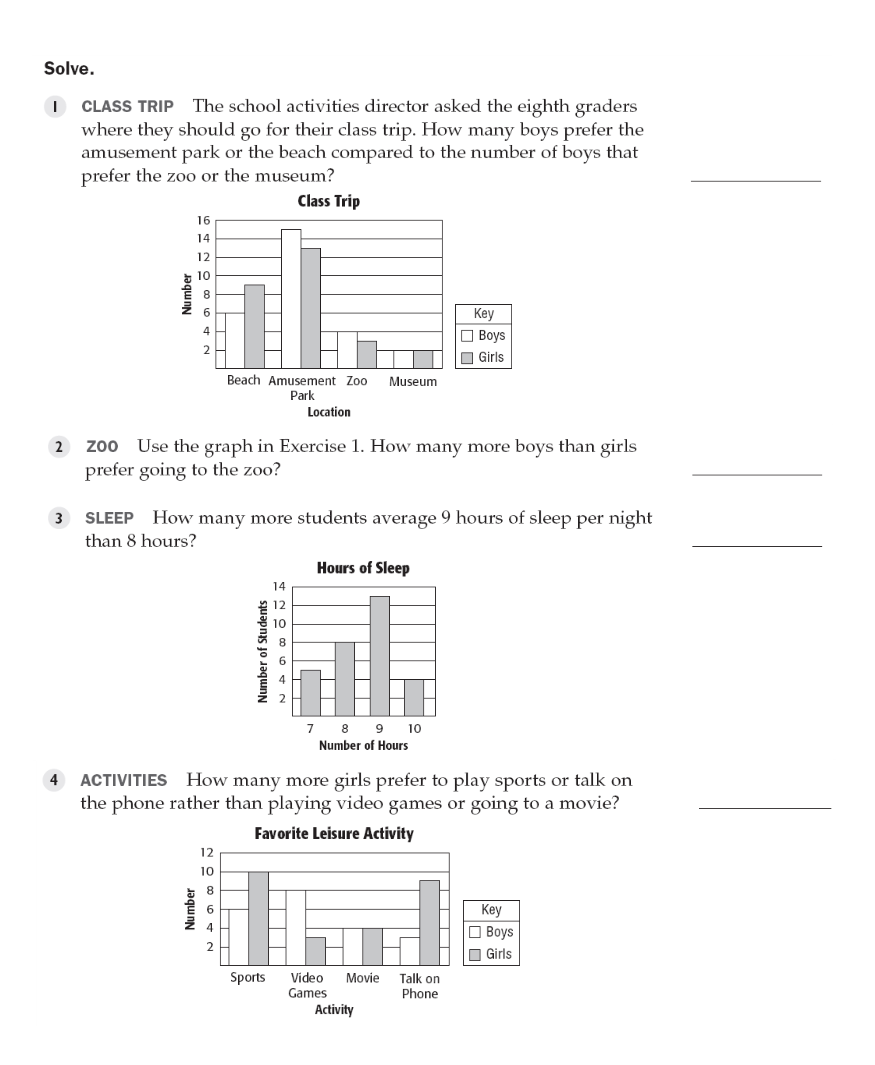 Solve.
1 CLASS TRIP The school activities director asked the eighth graders
where they should go for their class trip. How many boys prefer the
amusement park or the beach compared to the number of boys that
prefer the zoo or the museum?
Class Trip
16
14
12
10
8
6
4
2
Number
Beach Amusement Zoo Museum
Park
Location
Key
Boys
Girls
2 ZOO Use the graph in Exercise 1. How many more boys than girls
prefer going to the zoo?
3 SLEEP How many more students average 9 hours of sleep per night
than 8 hours?
Hours of Sleep
14
12
10
8
6
4
2
Number of Students
7 8 9 10
Number of Hours
4 ACTIVITIES How many more girls prefer to play sports or talk on
the phone rather than playing video games or going to a movie?
Favorite Leisure Activity
12
10
8
6
4
2
Number
Sports Video Movie Talk on
Games Phone
Activity
Key
Boys
Girls